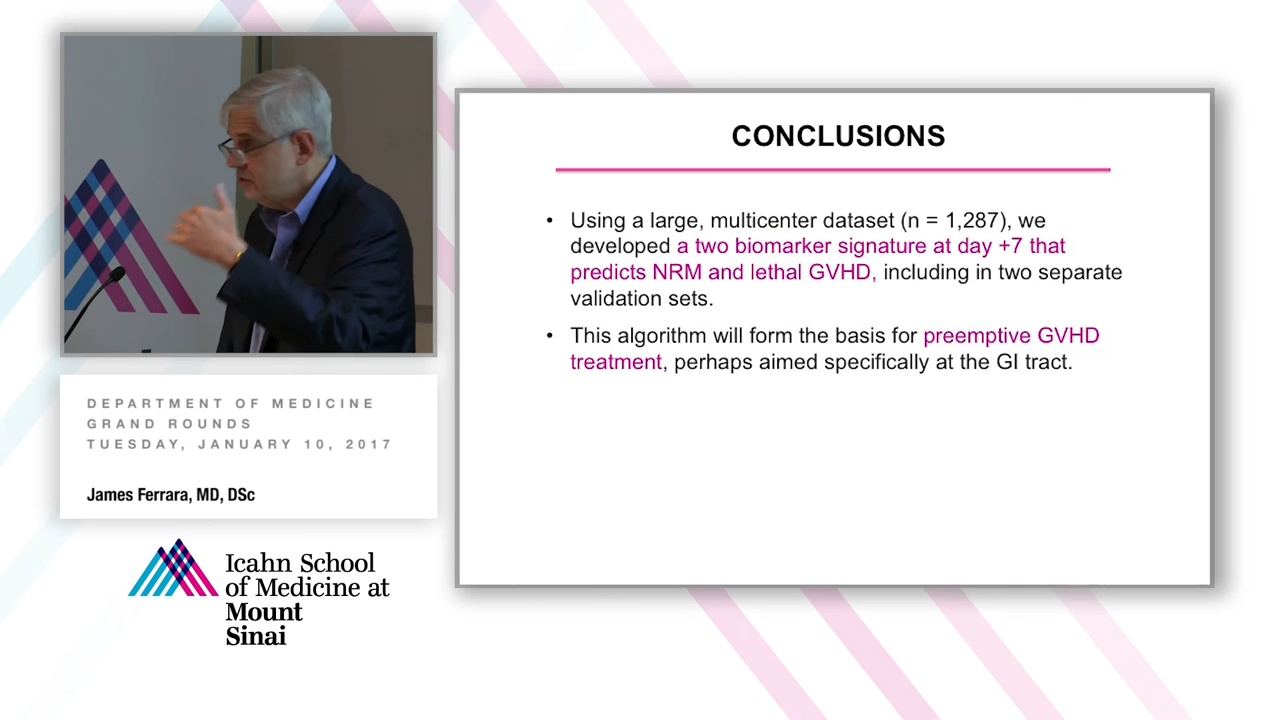 DEPARTMENT OF MEDICINE
GRAND ROUNDS
TUESDAY, JANUARY 10, 2017
James Ferrara, MD, DSc
Icahn School
of Medicine at
Mount
Sinai
CONCLUSIONS
• Using a large, multicenter dataset (n = 1,287), we
developed a two biomarker signature at day +7 that
predicts NRM and lethal GVHD, including in two separate
validation sets.
• This algorithm will form the basis for preemptive GVHD
treatment, perhaps aimed specifically at the GI tract.